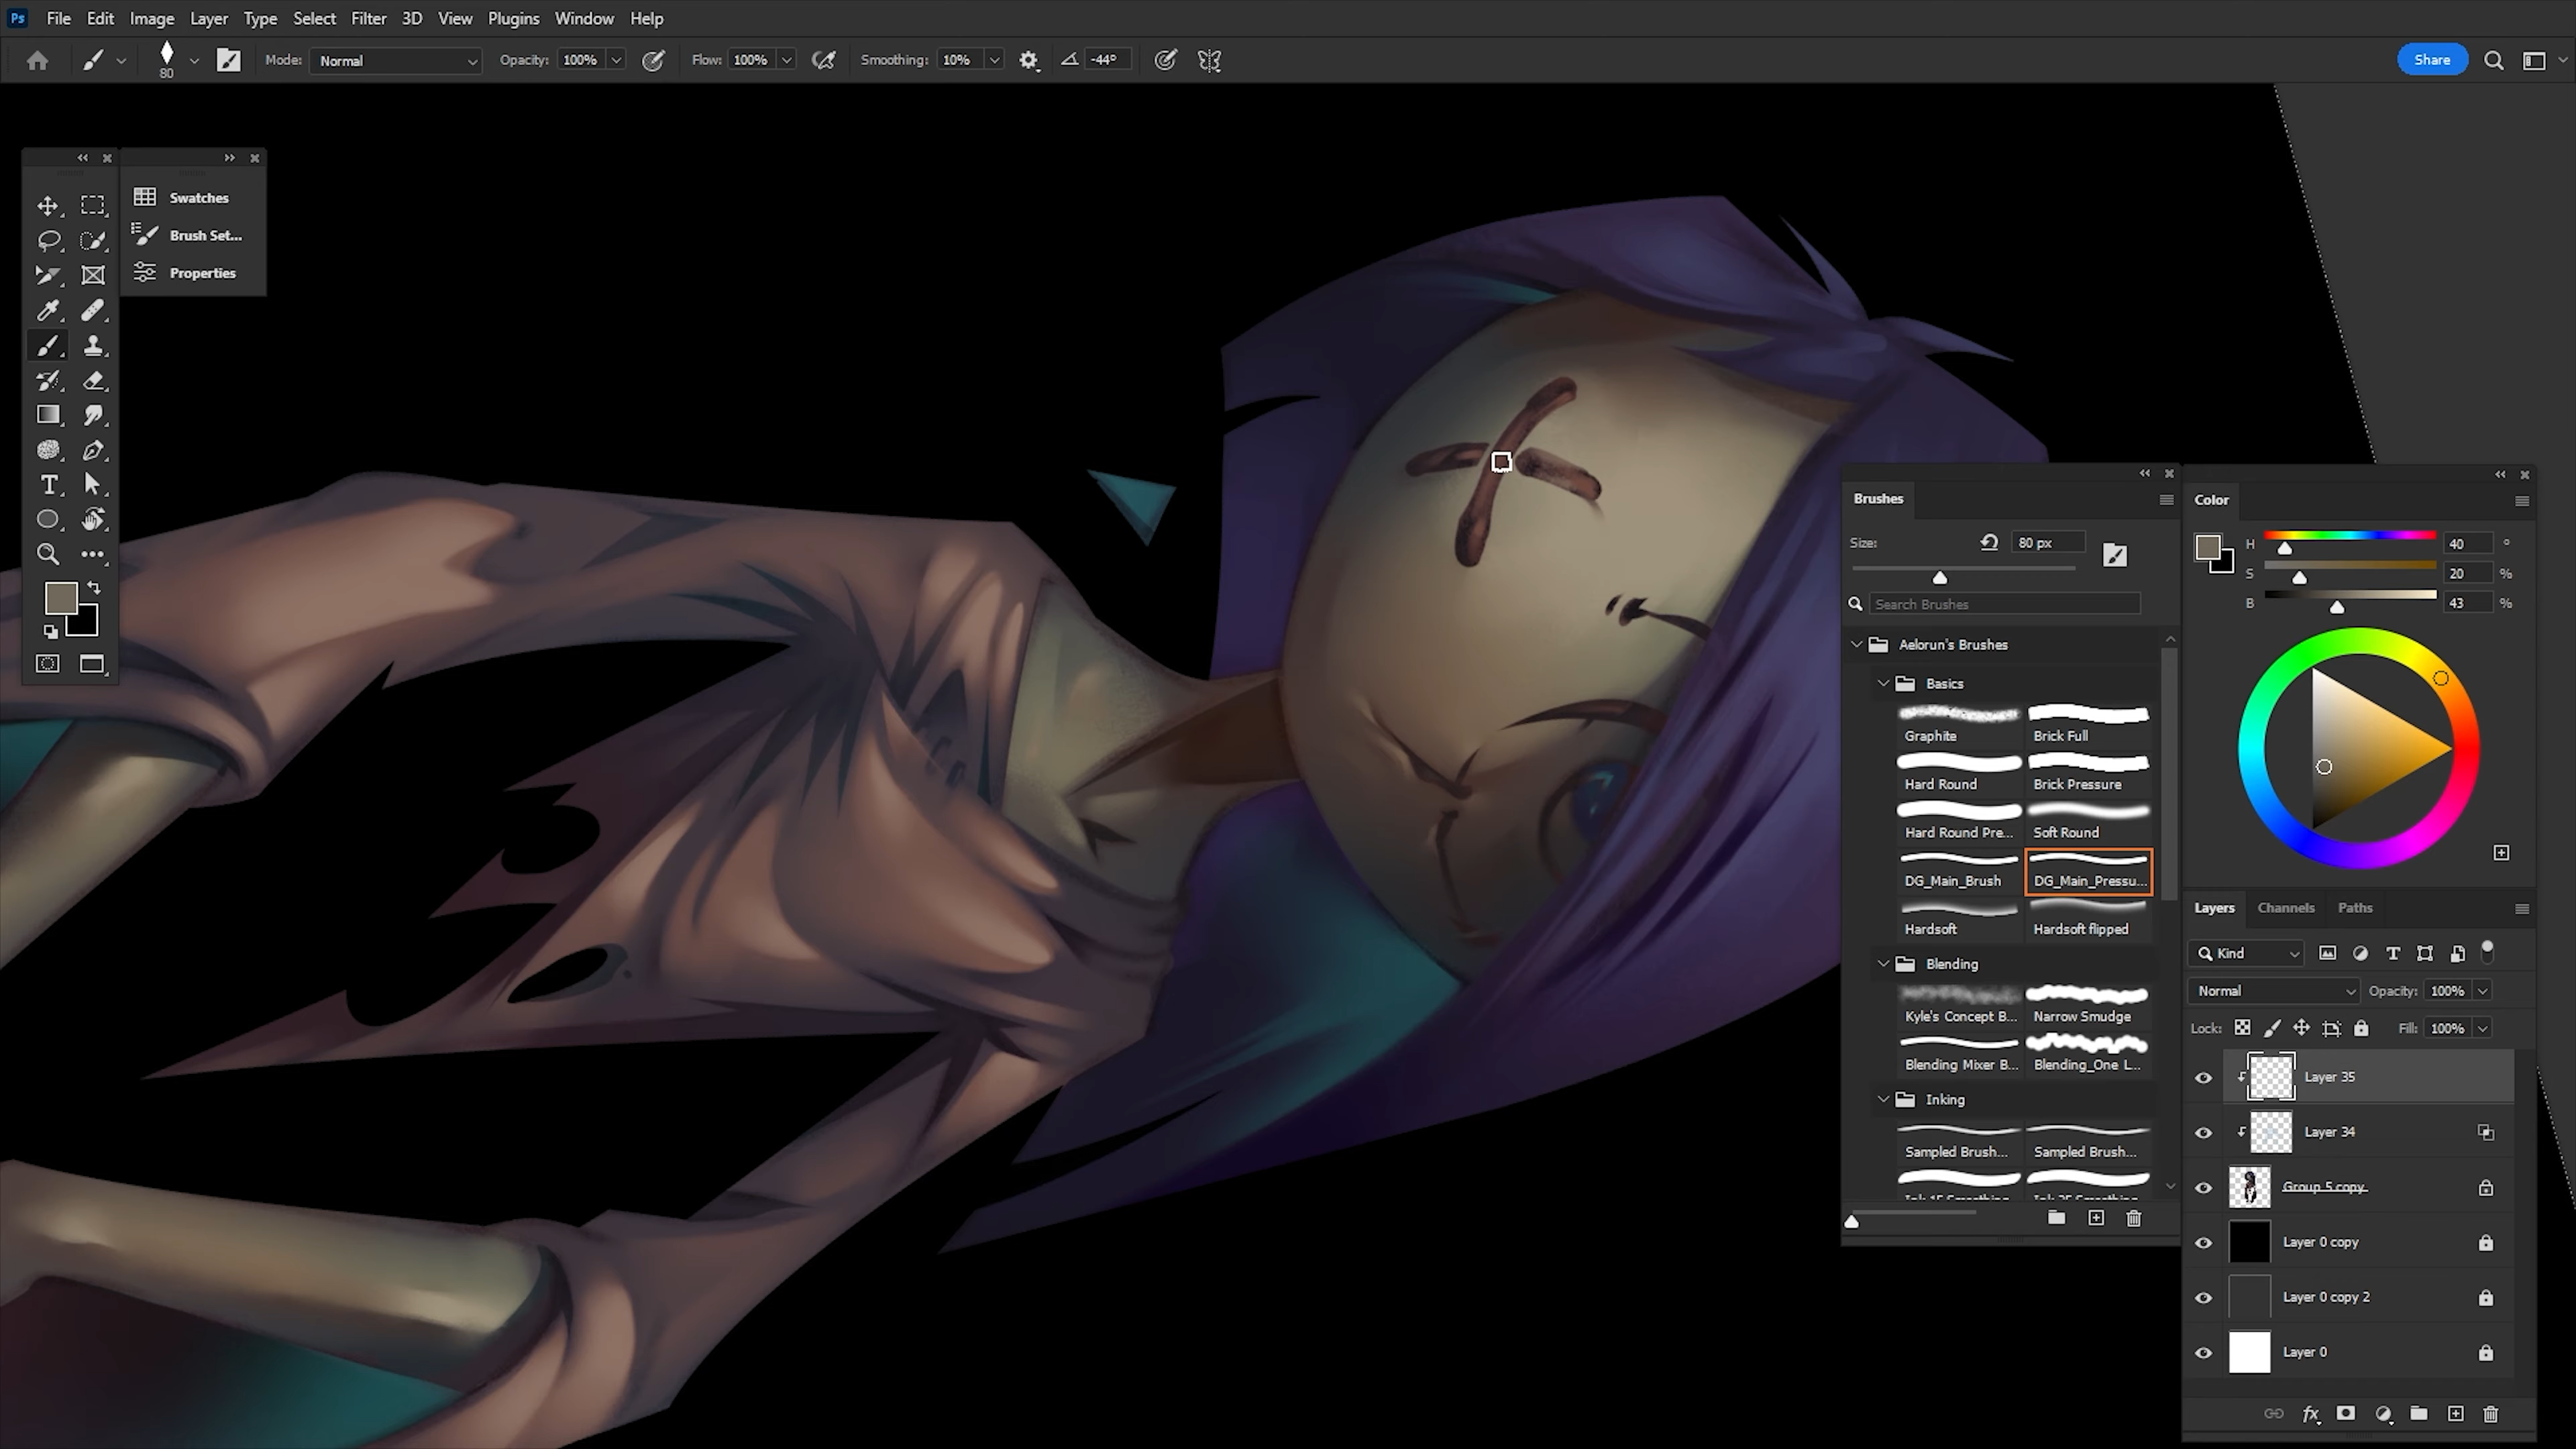 Ps File Edit Image Layer Type Select Filter 3D View Plugins Window Help
80 Mode: Normal Opacity: 100% Flow: 100% Smoothing: 10% -44° Share
Swatches
Brush Set...
Properties
T
Brushes
Size: 80 px
Search Brushes
Aelorun's Brushes
Basics
Graphite Brick Full
Hard Round Brick Pressure
Hard Round Pre... Soft Round
DG_Main_Brush DG_Main_Pressu...
Hardsoft Hardsoft flipped
Blending
Kyle's Concept B... Narrow Smudge
Blending Mixer B... Blending_One L...
Inking
Sampled Brush... Sampled Brush...
Color
H 40 °
S 20 %
B 43 %
Layers Channels Paths
Kind T
Normal Opacity: 100%
Lock: Fill: 100%
Layer 35
Layer 34
Group 5 copy
Layer 0 copy
Layer 0 copy 2
Layer 0
fx